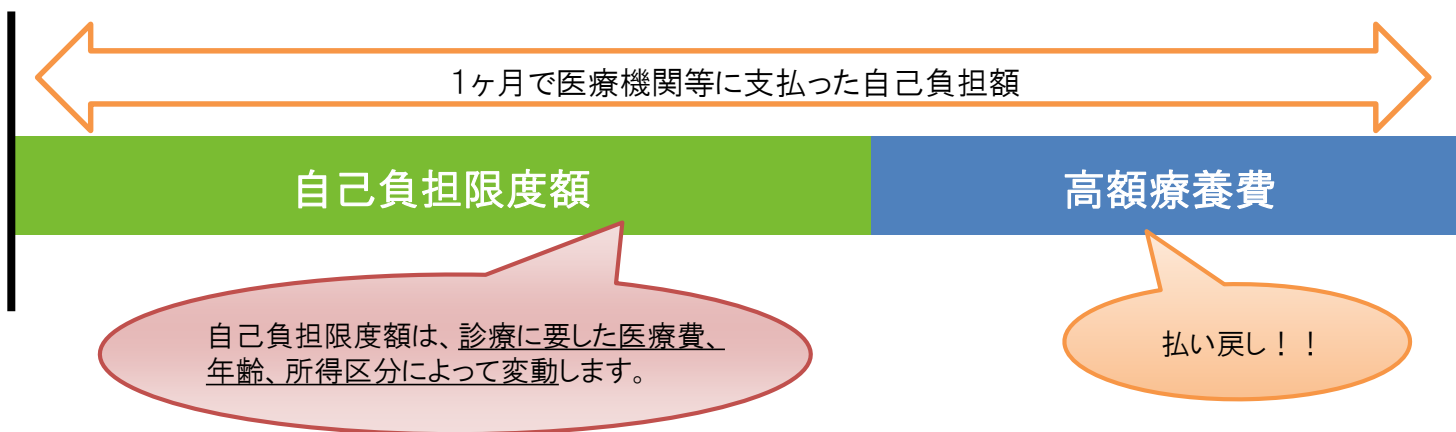 1ヶ月で医療機関等に支払った自己負担額
自己負担限度額
高額療養費
自己負担限度額は、診療に要した医療費、
年齢、所得区分によって変動します。
払い戻し！！